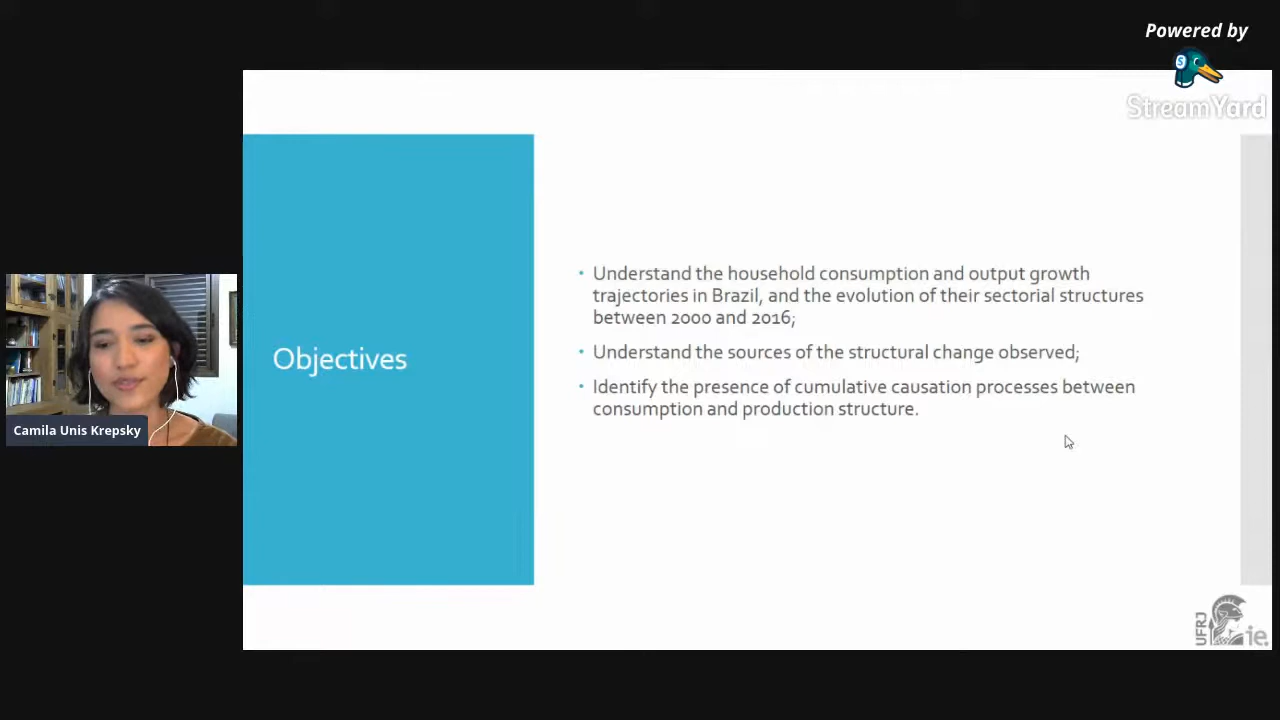 Powered by
S
StreamYard
• Understand the household consumption and output growth
trajectories in Brazil, and the evolution of their sectorial structures
between 2000 and 2016;
Objectives
• Understand the sources of the structural change observed;
• Identify the presence of cumulative causation processes between
consumption and production structure.
Camila Unis Krepsky
UFRJ
ie.